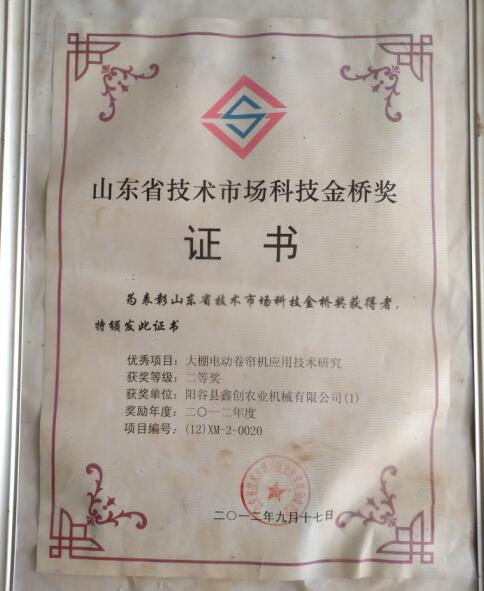 山东省技术市场科技金桥奖
证书
为表彰山东省技术市场科技金桥奖获得者，
特颁发此证书
优秀项目：大棚电动卷帘机应用技术研究
获奖等级：二等奖
获奖单位：阳谷县鑫创农业机械有限公司(1)
奖励年度：二〇一二年度
项目编号：(12)XM-2-0020
二〇一二年九月十七日